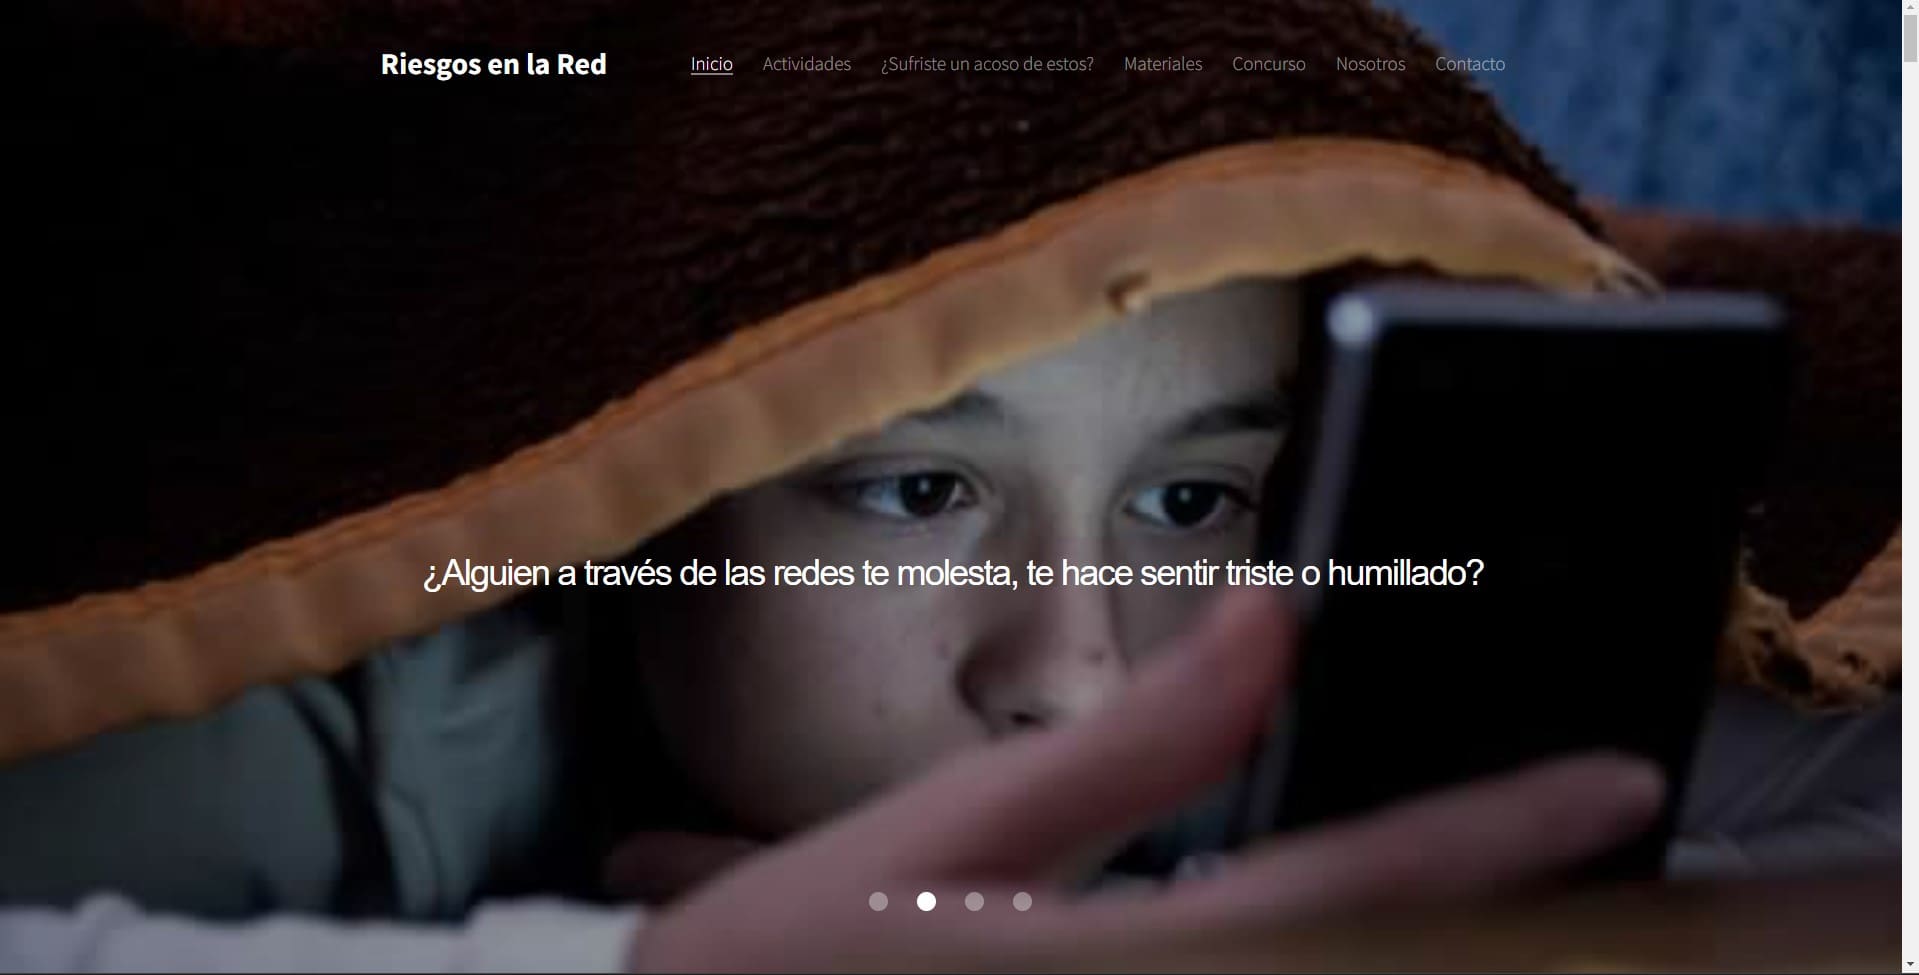 Riesgos en la Red
Inicio Actividades ¿Sufriste un acoso de estos? Materiales Concurso Nosotros Contacto
¿Alguien a través de las redes te molesta, te hace sentir triste o humillado?